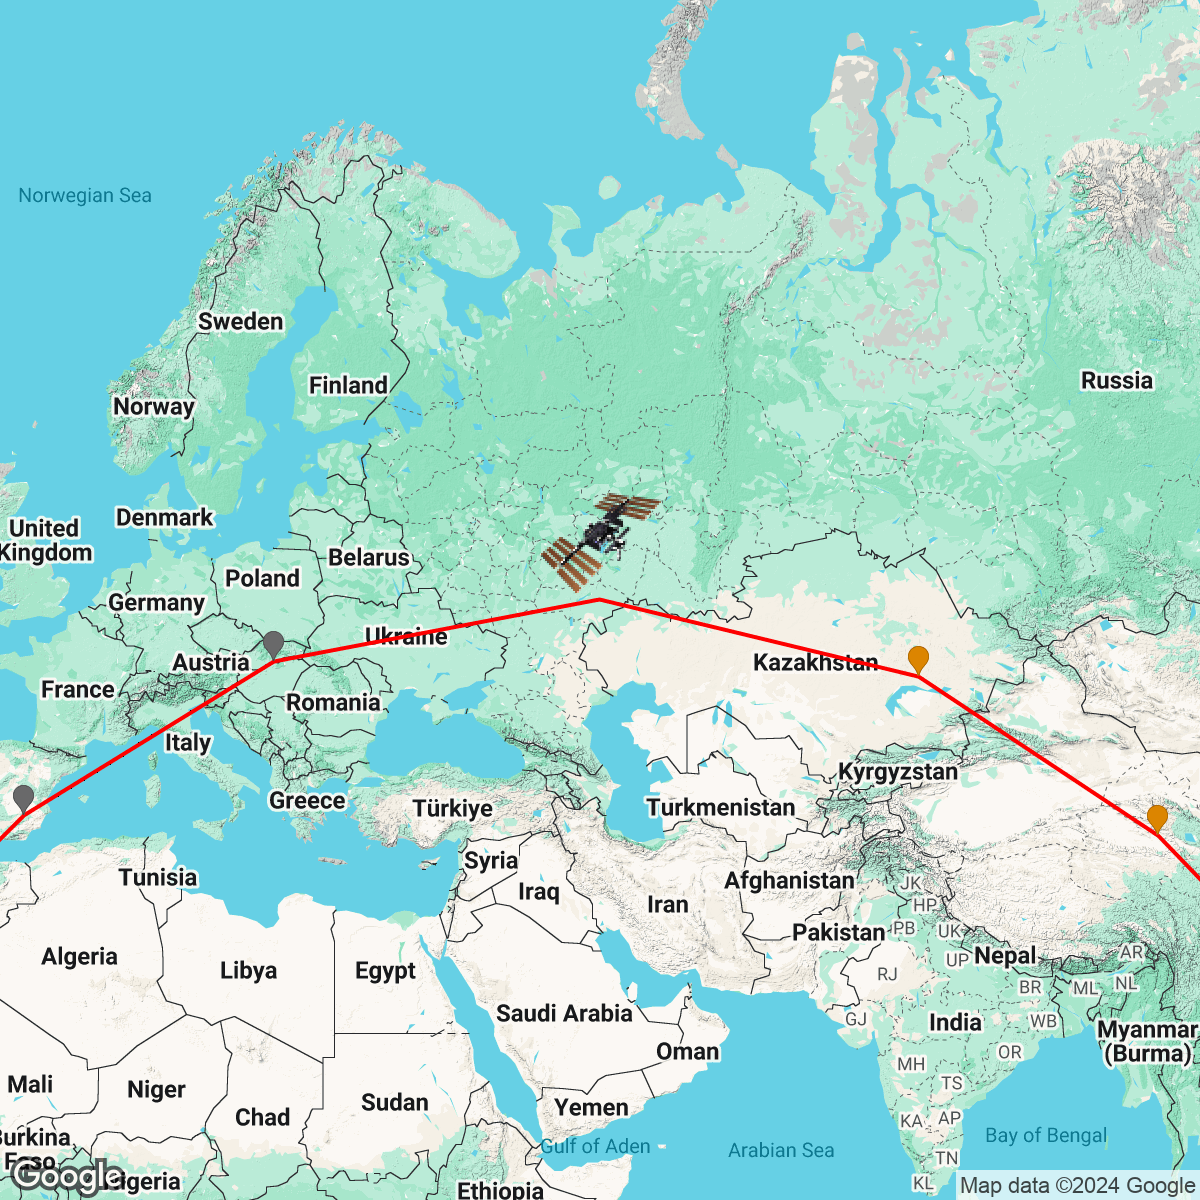 Norwegian Sea
Sweden
Finland
Russia
Norway
Denmark
United
Kingdom
Belarus
Poland
Germany
Ukraine
Austria
Kazakhstan
France
Romania
Italy
Kyrgyzstan
Greece
Türkiye
Turkmenistan
Syria
Tunisia
Afghanistan
JK
Iraq
Iran
HP
Pakistan
PB
UK
Algeria
Libya
Egypt
UP
Nepal
AR
RJ
BR
ML
NL
Saudi Arabia
GJ
India
WB
Myanmar
(Burma)
Oman
OR
MH
Mali
Niger
TS
Chad
Sudan
Yemen
KA
AP
Burkina
Faso
Gulf of Aden
Arabian Sea
Bay of Bengal
TN
Nigeria
KL
Ethiopia
Google
Map data ©2024 Google